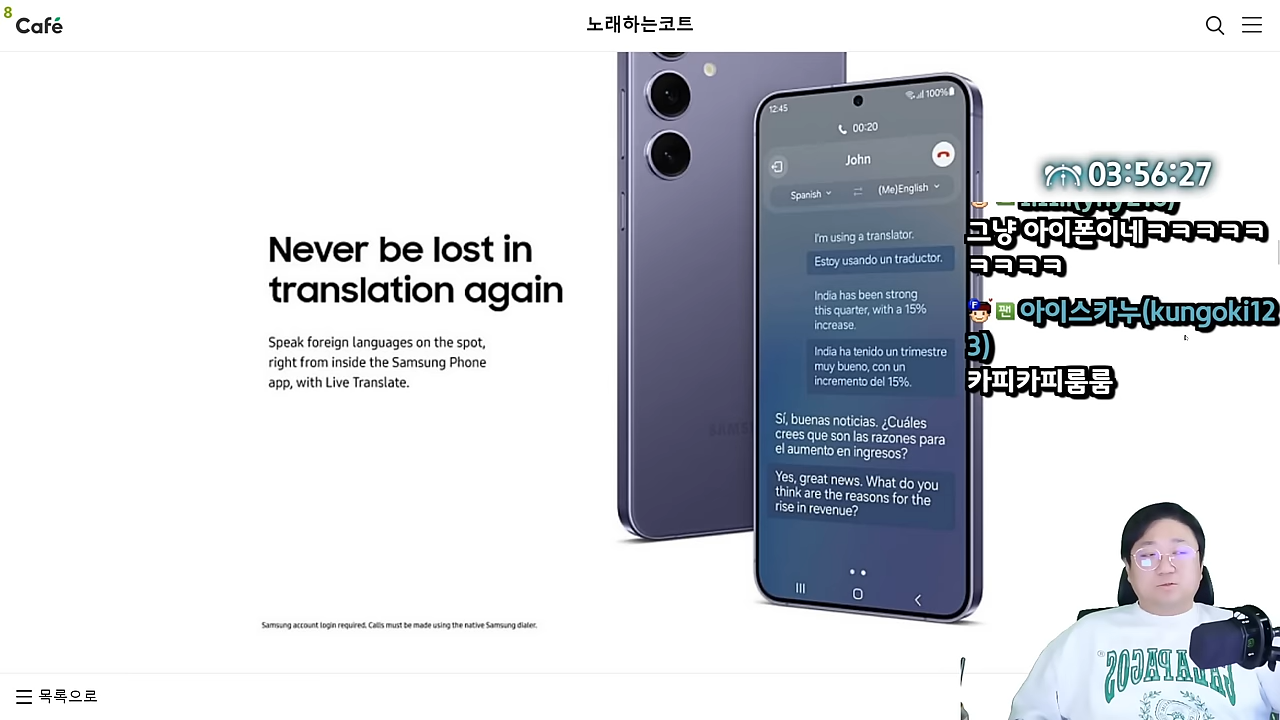 8
Café
노래하는코트
Never be lost in
translation again
Speak foreign languages on the spot,
right from inside the Samsung Phone
app, with Live Translate.
Samsung account login required. Calls must be made using the native Samsung dialer.
12:45
100%
00:20
John
Spanish
(Me)English
I'm using a translator.
Estoy usando un traductor.
India has been strong
this quarter, with a 15%
increase.
India ha tenido un trimestre
muy bueno, con un
incremento del 15%.
Sí, buenas noticias. ¿Cuáles
crees que son las razones para
el aumento en ingresos?
Yes, great news. What do you
think are the reasons for the
rise in revenue?
03:56:27
그냥 아이폰이네ㅋㅋㅋㅋㅋ
ㅋㅋㅋㅋ
팬 아이스카누(kungoki12
3)
카피카피룸룸
GALAPAGOS
목록으로